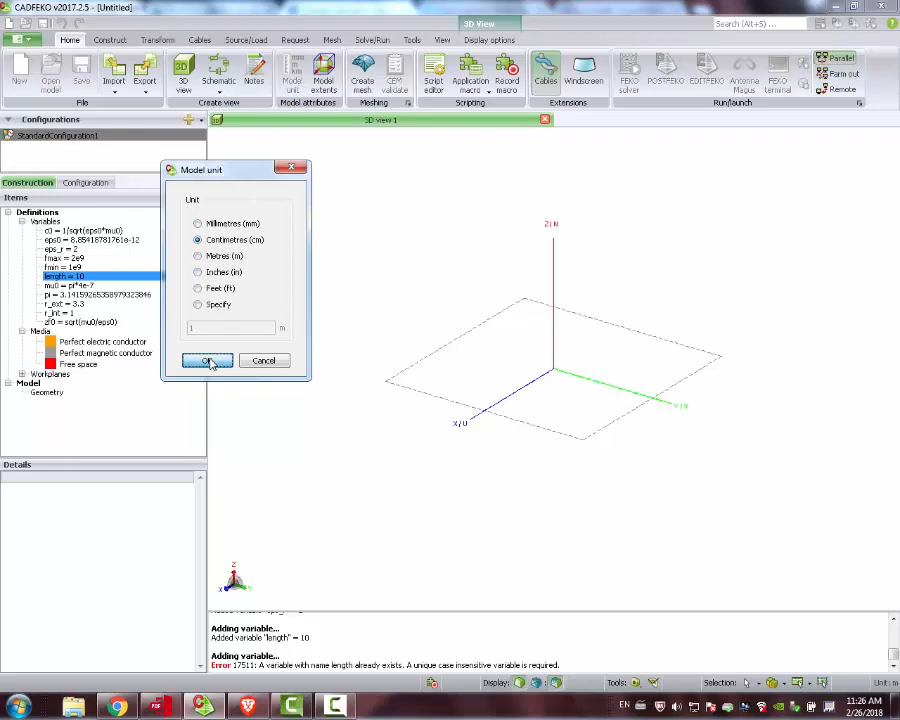 CADFEKO v2017.2.5 - [Untitled]
3D View
Search (Alt+S) . . .
Home Construct Transform Cables Source/Load Request Mesh Solve/Run Tools View Display options
New
Open model
Save
Import
Export
3D view
Schematic
Notes
Model unit
Model extents
Create mesh
CEM validate
Script editor
Application macro
Record macro
Cables
Windscreen
FEKO solver
POSTFEKO
EDITFEKO
Antenna Magus
FEKO terminal
Parallel
Farm out
Remote
File
Create view
Model attributes
Meshing
Scripting
Extensions
Run/launch
Configurations
StandardConfiguration1
3D view 1
Construction Configuration
Items
Definitions
Variables
c0 = 1/sqrt(eps0*mu0)
eps0 = 8.85418781761e-12
eps_r = 2
fmax = 2e9
fmin = 1e9
length = 10
mu0 = pi*4e-7
pi = 3.14159265358979323846
r_ext = 3.3
r_int = 1
zf0 = sqrt(mu0/eps0)
Media
Perfect electric conductor
Perfect magnetic conductor
Free space
Workplanes
Model
Geometry
Details
Model unit
Unit
Millimetres (mm)
Centimetres (cm)
Metres (m)
Inches (in)
Feet (ft)
Specify
1 m
OK Cancel
Z/N
X/U
Y/V
Z
X
Y
Adding variable...
Added variable "length" = 10
Adding variable...
Error 17511: A variable with name length already exists. A unique case insensitive variable is required.
Display: Tools: Selection: Unit: m
EN
11:26 AM
2/26/2018